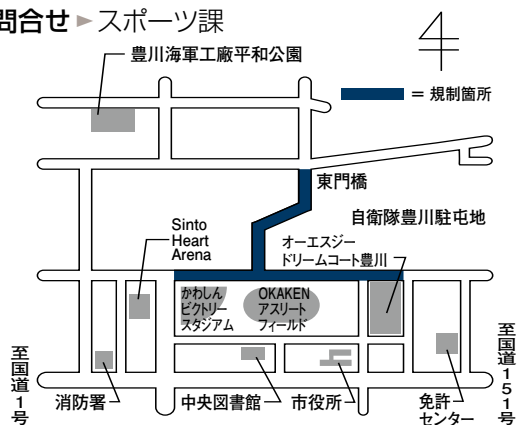 問合せ▶スポーツ課
豊川海軍工廠平和公園
= 規制箇所
東門橋
自衛隊豊川駐屯地
Sinto
Heart
Arena
オーエスジー
ドリームコート豊川
かわしん
ビクトリー
スタジアム
OKAKEN
アスリート
フィールド
至国道1号
至国道151号
消防署
中央図書館
市役所
免許
センター